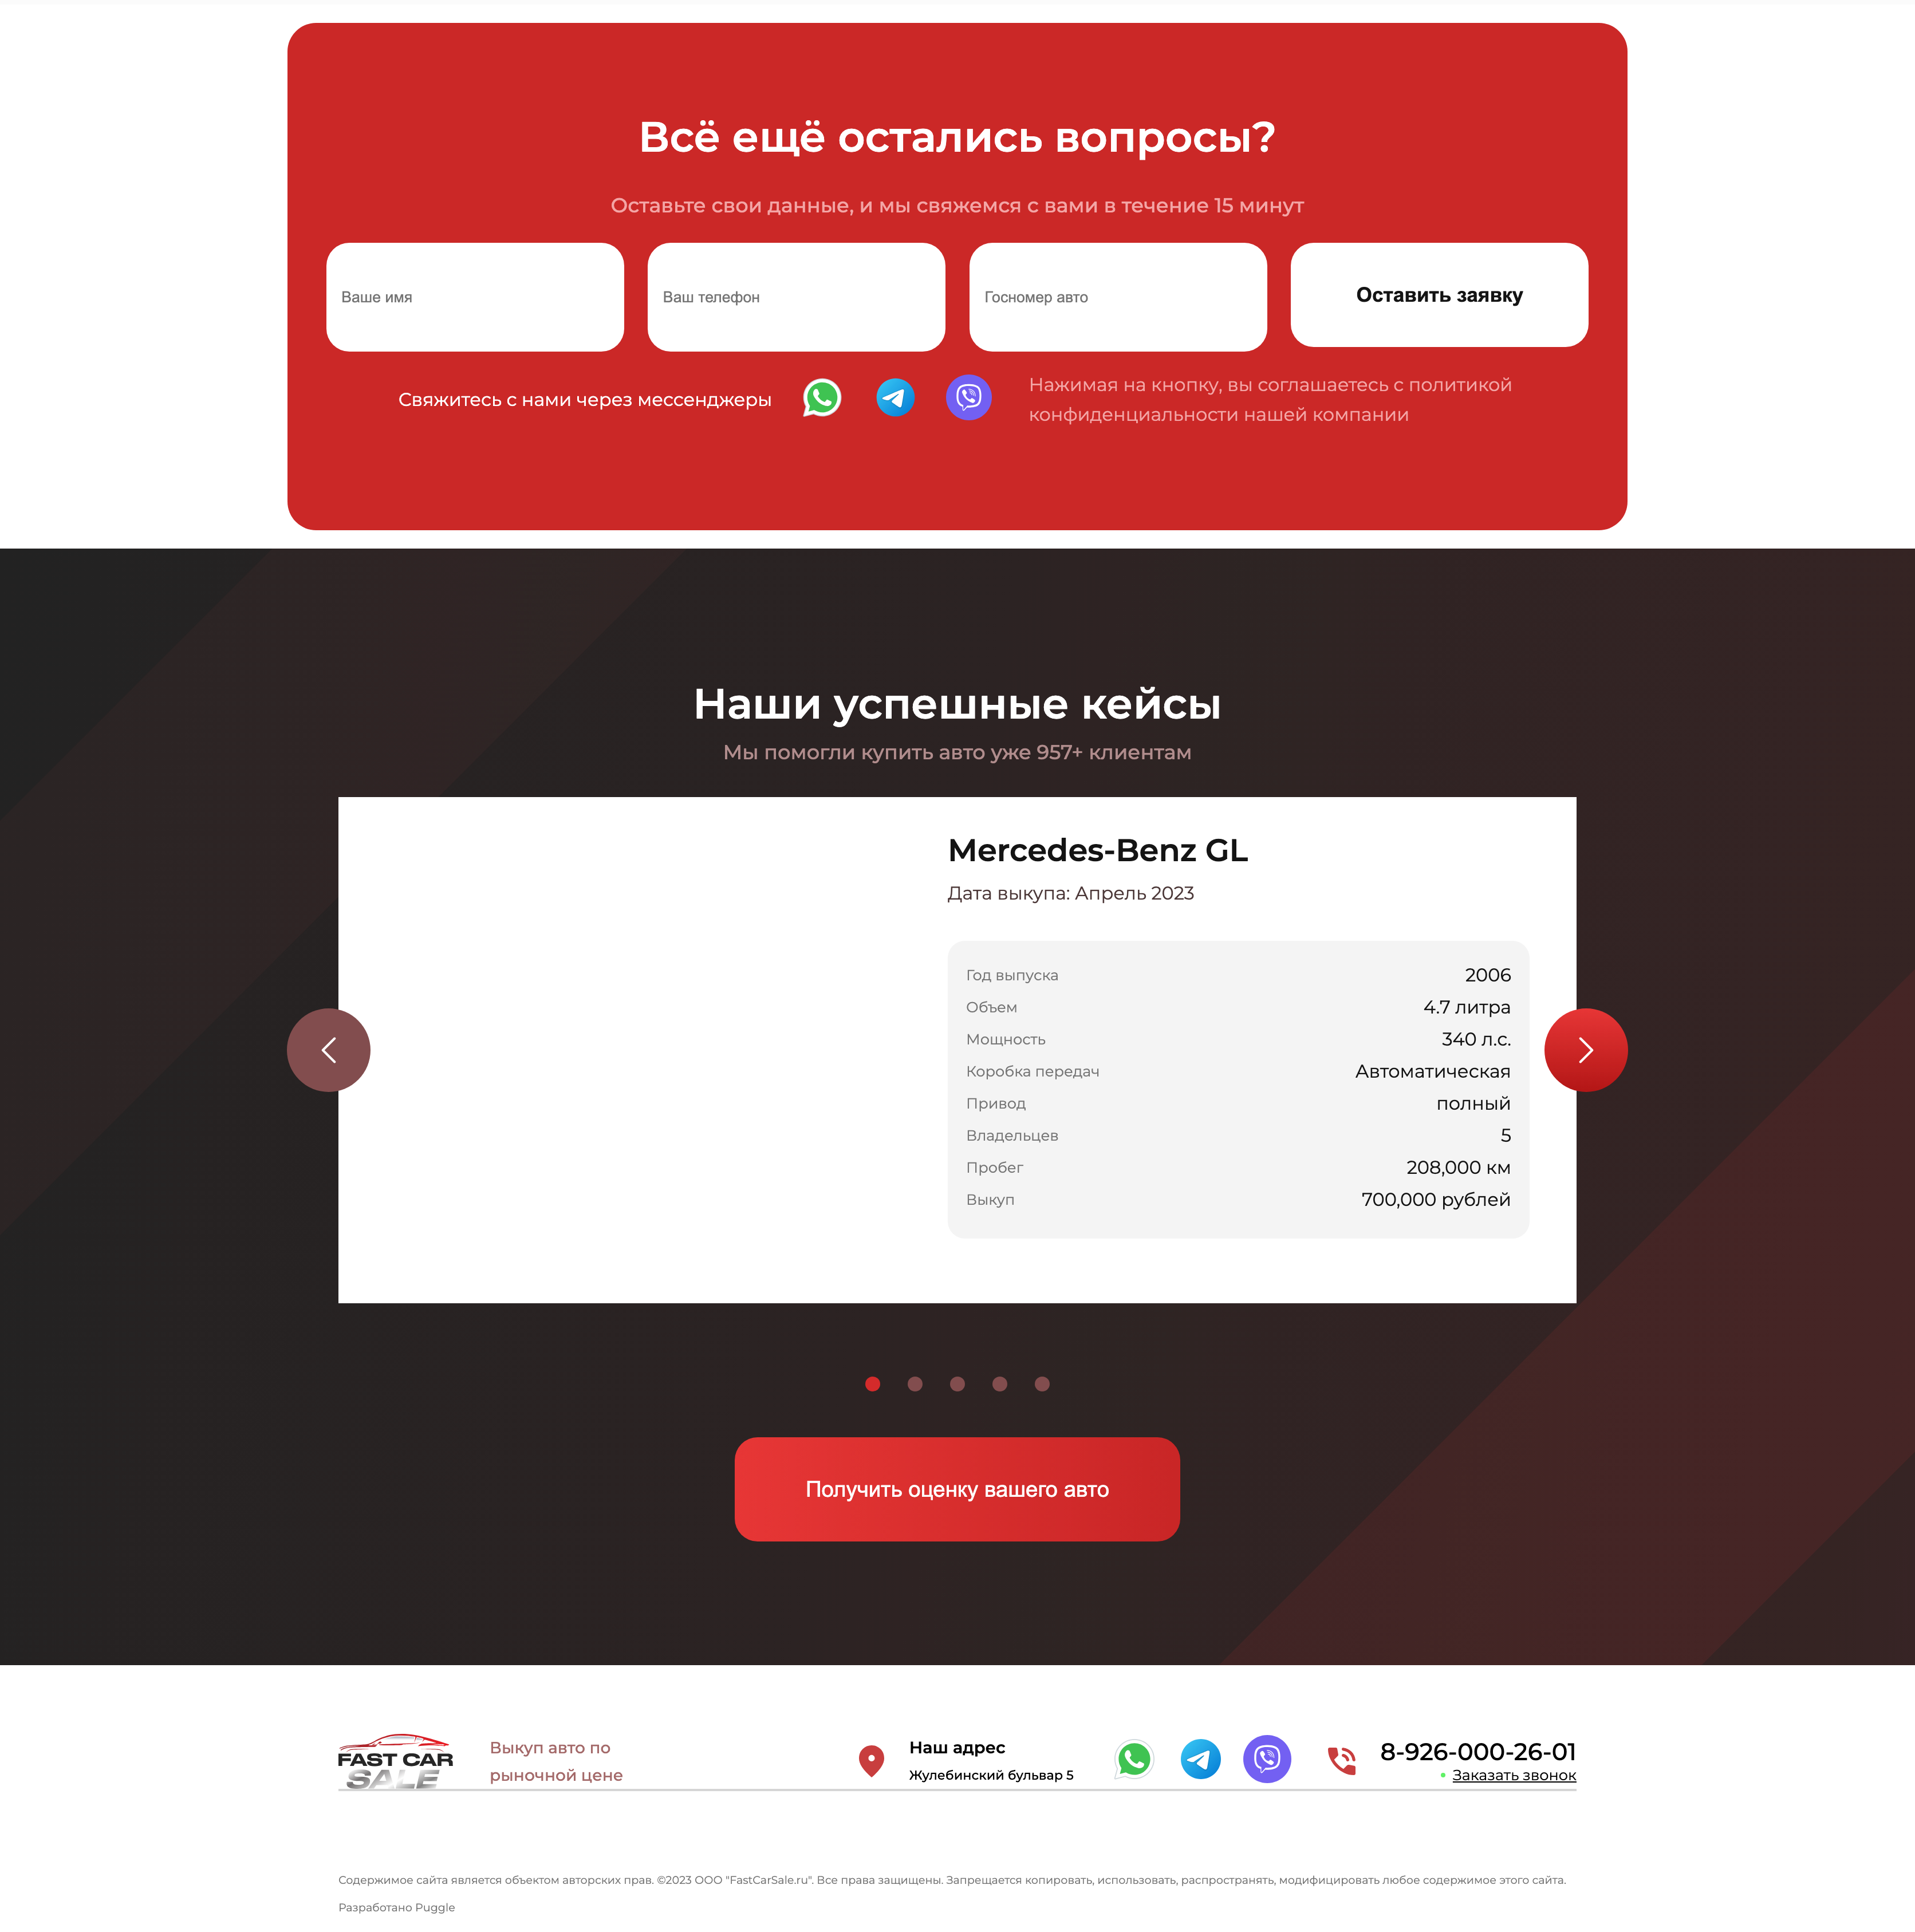 Всё ещё остались вопросы?
Оставьте свои данные, и мы свяжемся с вами в течение 15 минут
Ваше имя
Ваш телефон
Госномер авто
Оставить заявку
Свяжитесь с нами через мессенджеры
Нажимая на кнопку, вы соглашаетесь с политикой
конфиденциальности нашей компании
Наши успешные кейсы
Мы помогли купить авто уже 957+ клиентам
Mercedes-Benz GL
Дата выкупа: Апрель 2023
Год выпуска 2006
Объем 4.7 литра
Мощность 340 л.с.
Коробка передач Автоматическая
Привод полный
Владельцев 5
Пробег 208,000 км
Выкуп 700,000 рублей
Получить оценку вашего авто
FAST CAR
SALE
Выкуп авто по
рыночной цене
Наш адрес
Жулебинский бульвар 5
8-926-000-26-01
Заказать звонок
Содержимое сайта является объектом авторских прав. ©2023 ООО "FastCarSale.ru". Все права защищены. Запрещается копировать, использовать, распространять, модифицировать любое содержимое этого сайта.
Разработано Puggle